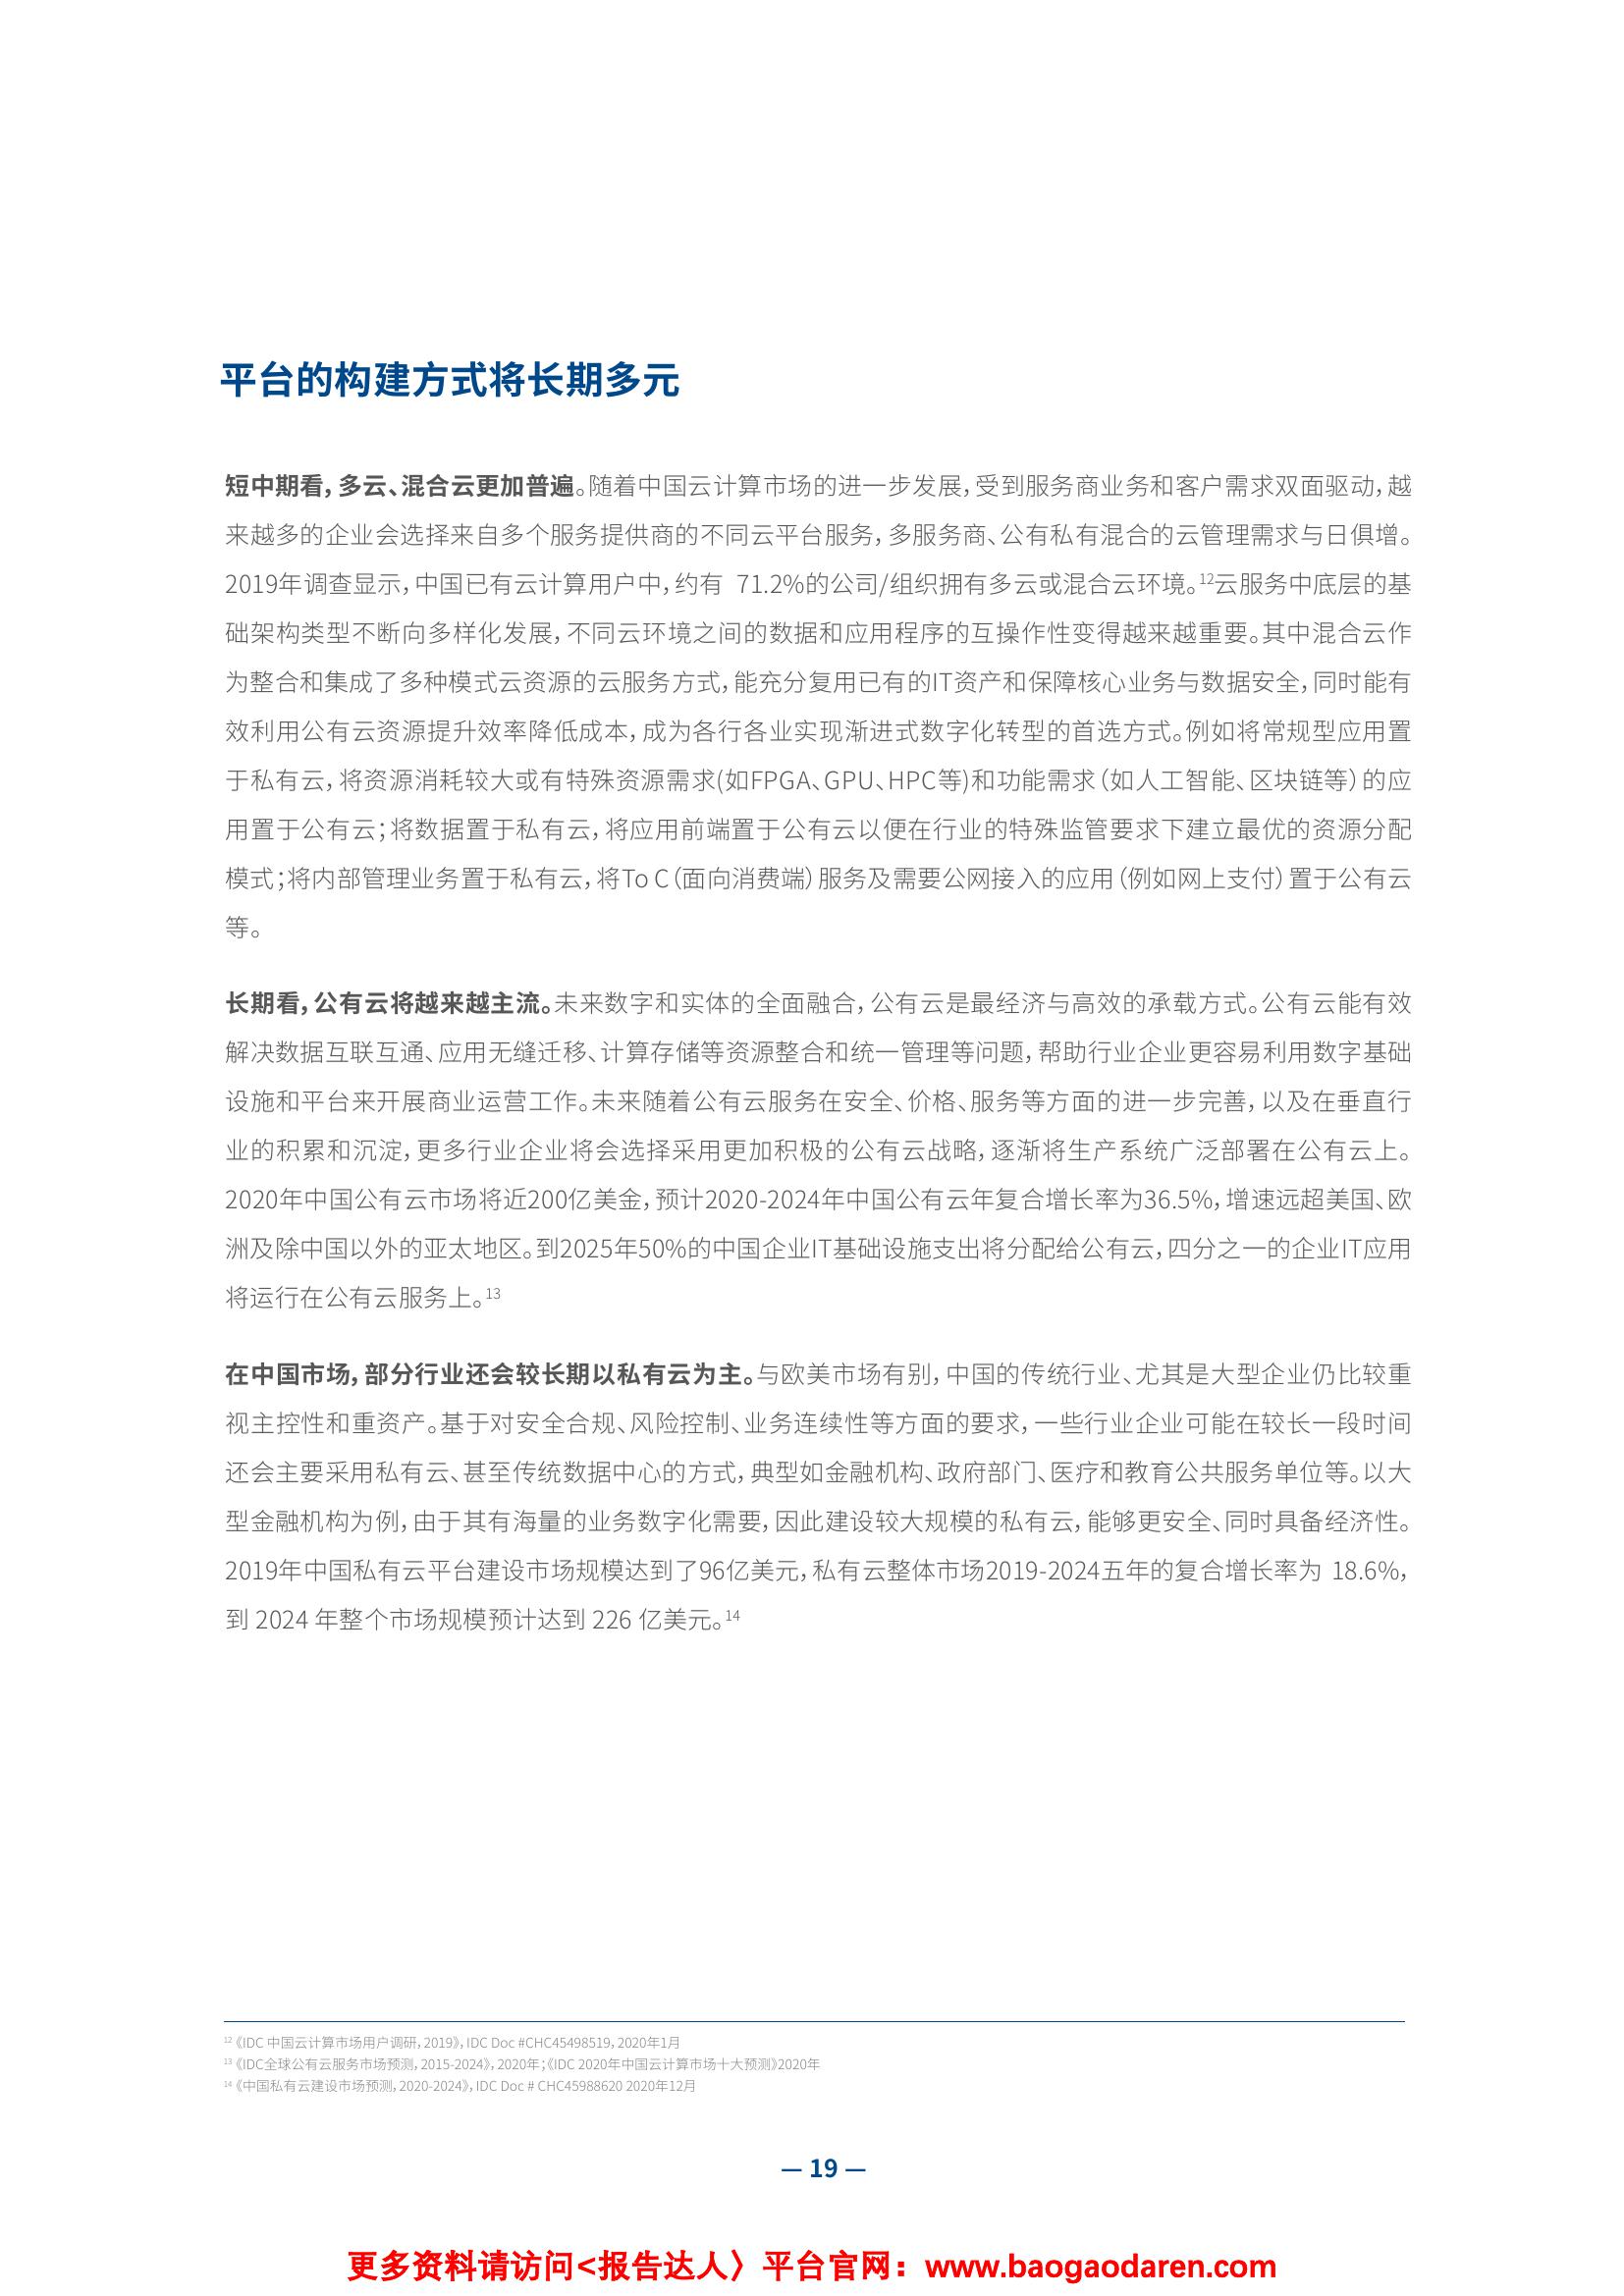 平台的构建方式将长期多元
短中期看，多云、混合云更加普遍。随着中国云计算市场的进一步发展，受到服务商业务和客户需求双面驱动，越
来越多的企业会选择来自多个服务提供商的不同云平台服务，多服务商、公有私有混合的云管理需求与日俱增。
2019年调查显示，中国已有云计算用户中，约有 71.2%的公司/组织拥有多云或混合云环境。12云服务中底层的基
础架构类型不断向多样化发展，不同云环境之间的数据和应用程序的互操作性变得越来越重要。其中混合云作
为整合和集成了多种模式云资源的云服务方式，能充分复用已有的IT资产和保障核心业务与数据安全，同时能有
效利用公有云资源提升效率降低成本，成为各行各业实现渐进式数字化转型的首选方式。例如将常规型应用置
于私有云，将资源消耗较大或有特殊资源需求(如FPGA、GPU、HPC等)和功能需求（如人工智能、区块链等）的应
用置于公有云；将数据置于私有云，将应用前端置于公有云以便在行业的特殊监管要求下建立最优的资源分配
模式；将内部管理业务置于私有云，将To C（面向消费端）服务及需要公网接入的应用（例如网上支付）置于公有云
等。
长期看，公有云将越来越主流。未来数字和实体的全面融合，公有云是最经济与高效的承载方式。公有云能有效
解决数据互联互通、应用无缝迁移、计算存储等资源整合和统一管理等问题，帮助行业企业更容易利用数字基础
设施和平台来开展商业运营工作。未来随着公有云服务在安全、价格、服务等方面的进一步完善，以及在垂直行
业的积累和沉淀，更多行业企业将会选择采用更加积极的公有云战略，逐渐将生产系统广泛部署在公有云上。
2020年中国公有云市场将近200亿美金，预计2020-2024年中国公有云年复合增长率为36.5%，增速远超美国、欧
洲及除中国以外的亚太地区。到2025年50%的中国企业IT基础设施支出将分配给公有云，四分之一的企业IT应用
将运行在公有云服务上。13
在中国市场，部分行业还会较长期以私有云为主。与欧美市场有别，中国的传统行业、尤其是大型企业仍比较重
视主控性和重资产。基于对安全合规、风险控制、业务连续性等方面的要求，一些行业企业可能在较长一段时间
还会主要采用私有云、甚至传统数据中心的方式，典型如金融机构、政府部门、医疗和教育公共服务单位等。以大
型金融机构为例，由于其有海量的业务数字化需要，因此建设较大规模的私有云，能够更安全、同时具备经济性。
2019年中国私有云平台建设市场规模达到了96亿美元，私有云整体市场2019-2024五年的复合增长率为 18.6%，
到 2024 年整个市场规模预计达到 226 亿美元。14
12《IDC 中国云计算市场用户调研，2019》，IDC Doc #CHC45498519，2020年1月
13《IDC全球公有云服务市场预测，2015-2024》，2020年；《IDC 2020年中国云计算市场十大预测》2020年
14《中国私有云建设市场预测，2020-2024》，IDC Doc # CHC45988620 2020年12月
— 19 —
更多资料请访问<报告达人〉平台官网：www.baogaodaren.com